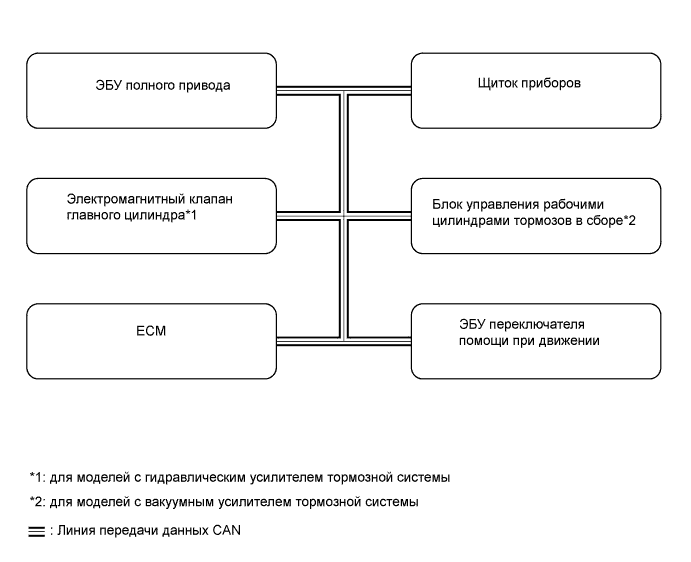 ЭБУ полного привода
Щиток приборов
Электромагнитный клапан
главного цилиндра*1
Блок управления рабочими
цилиндрами тормозов в сборе*2
ECM
ЭБУ переключателя
помощи при движении
*1: для моделей с гидравлическим усилителем тормозной системы
*2: для моделей с вакуумным усилителем тормозной системы
: Линия передачи данных CAN